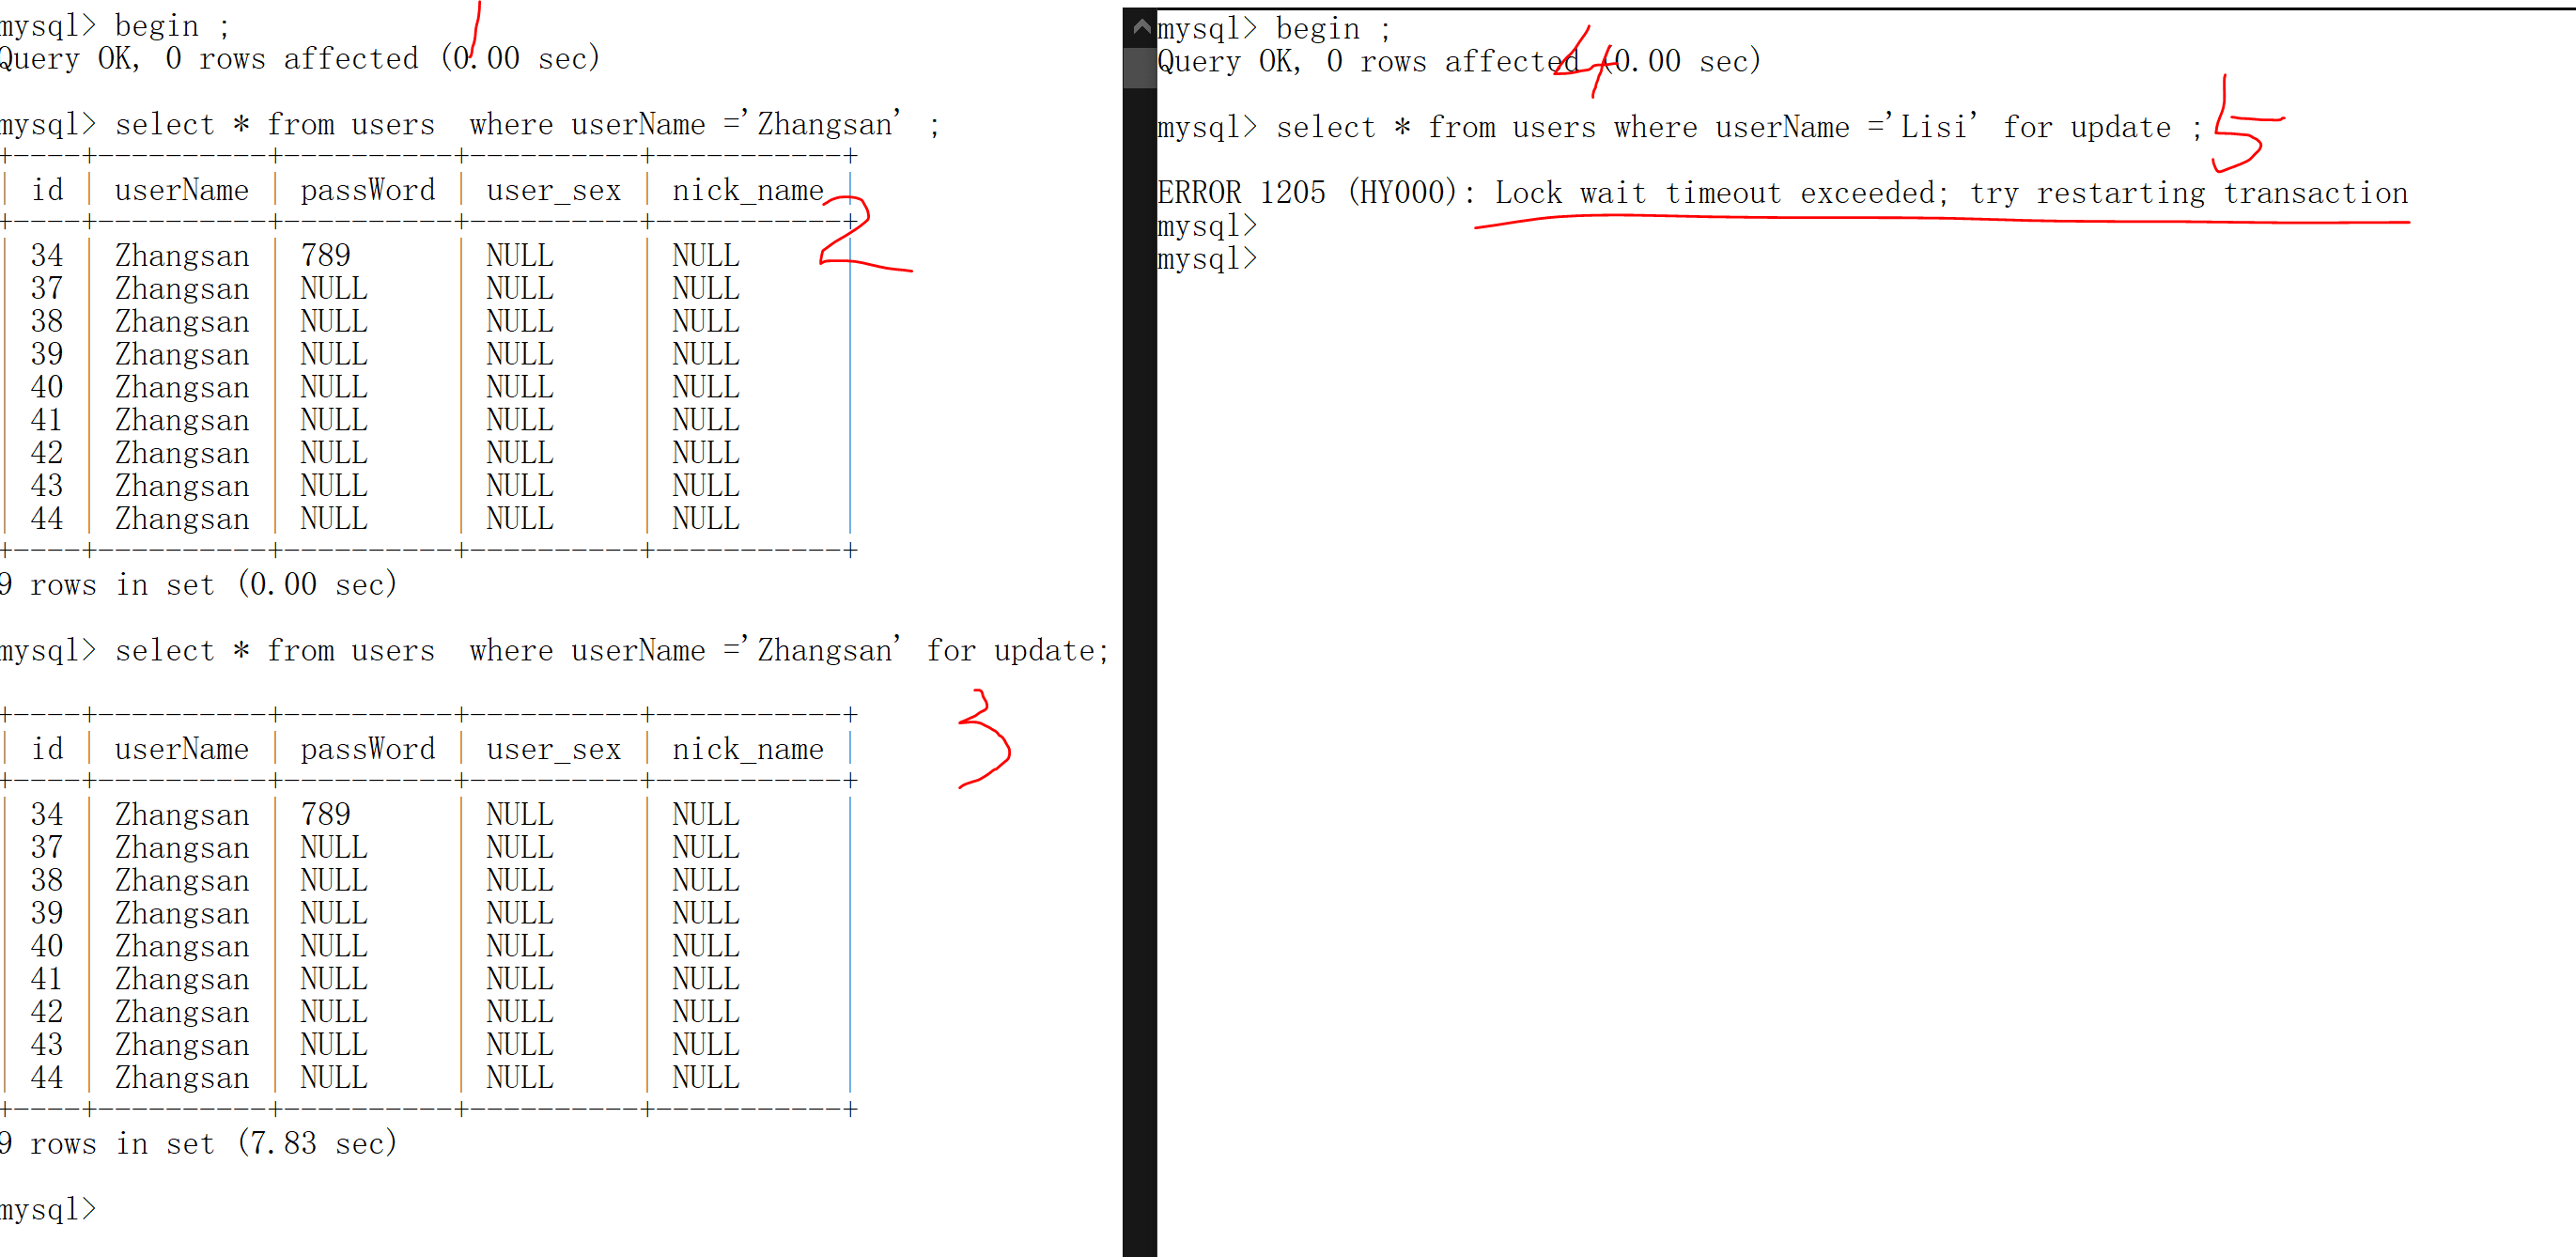 mysql> begin ;
Query OK, 0 rows affected (0.00 sec)
1
mysql> select * from users  where userName ='Zhangsan' ;
+----+----------+----------+----------+-----------+
| id | userName | passWord | user_sex | nick_name |
+----+----------+----------+----------+-----------+
| 34 | Zhangsan | 789      | NULL     | NULL      |
| 37 | Zhangsan | NULL     | NULL     | NULL      |
| 38 | Zhangsan | NULL     | NULL     | NULL      |
| 39 | Zhangsan | NULL     | NULL     | NULL      |
| 40 | Zhangsan | NULL     | NULL     | NULL      |
| 41 | Zhangsan | NULL     | NULL     | NULL      |
| 42 | Zhangsan | NULL     | NULL     | NULL      |
| 43 | Zhangsan | NULL     | NULL     | NULL      |
| 44 | Zhangsan | NULL     | NULL     | NULL      |
+----+----------+----------+----------+-----------+
2
9 rows in set (0.00 sec)
mysql> select * from users  where userName ='Zhangsan' for update;
3
+----+----------+----------+----------+-----------+
| id | userName | passWord | user_sex | nick_name |
+----+----------+----------+----------+-----------+
| 34 | Zhangsan | 789      | NULL     | NULL      |
| 37 | Zhangsan | NULL     | NULL     | NULL      |
| 38 | Zhangsan | NULL     | NULL     | NULL      |
| 39 | Zhangsan | NULL     | NULL     | NULL      |
| 40 | Zhangsan | NULL     | NULL     | NULL      |
| 41 | Zhangsan | NULL     | NULL     | NULL      |
| 42 | Zhangsan | NULL     | NULL     | NULL      |
| 43 | Zhangsan | NULL     | NULL     | NULL      |
| 44 | Zhangsan | NULL     | NULL     | NULL      |
+----+----------+----------+----------+-----------+
9 rows in set (7.83 sec)
mysql>
mysql> begin ;
Query OK, 0 rows affected (0.00 sec)
4
mysql> select * from users where userName ='Lisi' for update ;
5
ERROR 1205 (HY000): Lock wait timeout exceeded; try restarting transaction
mysql>
mysql>